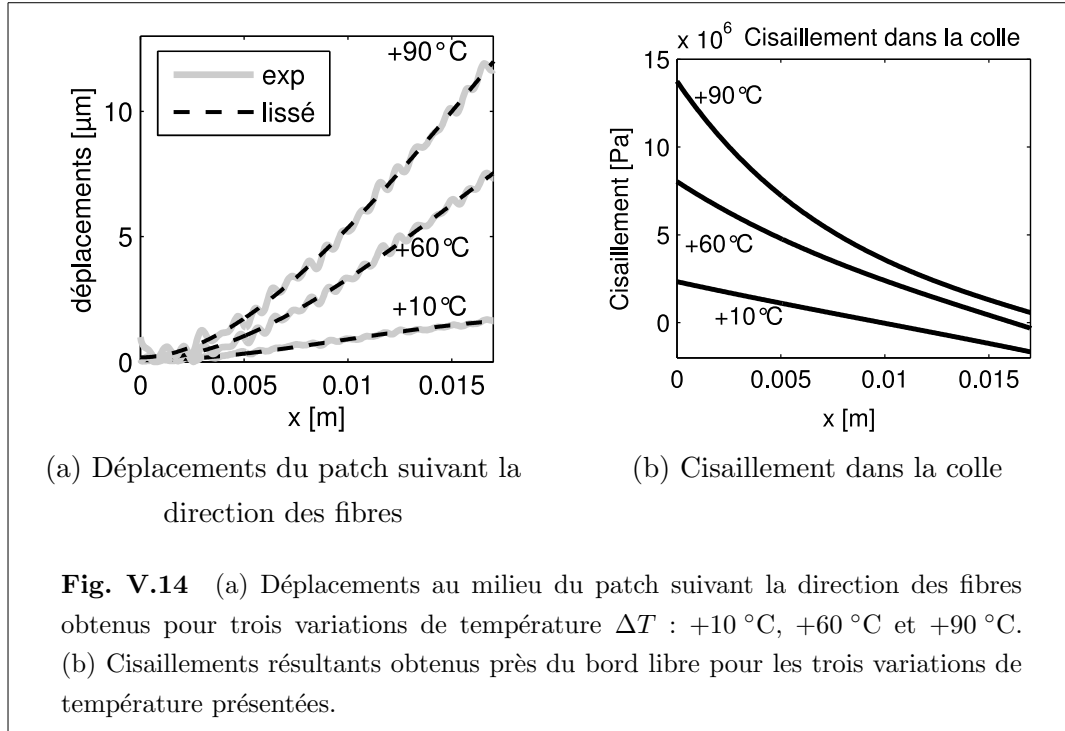 +90°C
exp
lissé
+60°C
+10°C
déplacements [µm]
10
5
0
0
0.005
0.01
0.015
x [m]
(a) Déplacements du patch suivant la
direction des fibres
x 10⁶ Cisaillement dans la colle
+90°C
+60°C
+10°C
Cisaillement [Pa]
15
10
5
0
0
0.005
0.01
0.015
x [m]
(b) Cisaillement dans la colle
Fig. V.14 (a) Déplacements au milieu du patch suivant la direction des fibres
obtenus pour trois variations de température ΔT : +10 °C, +60 °C et +90 °C.
(b) Cisaillements résultants obtenus près du bord libre pour les trois variations de
température présentées.